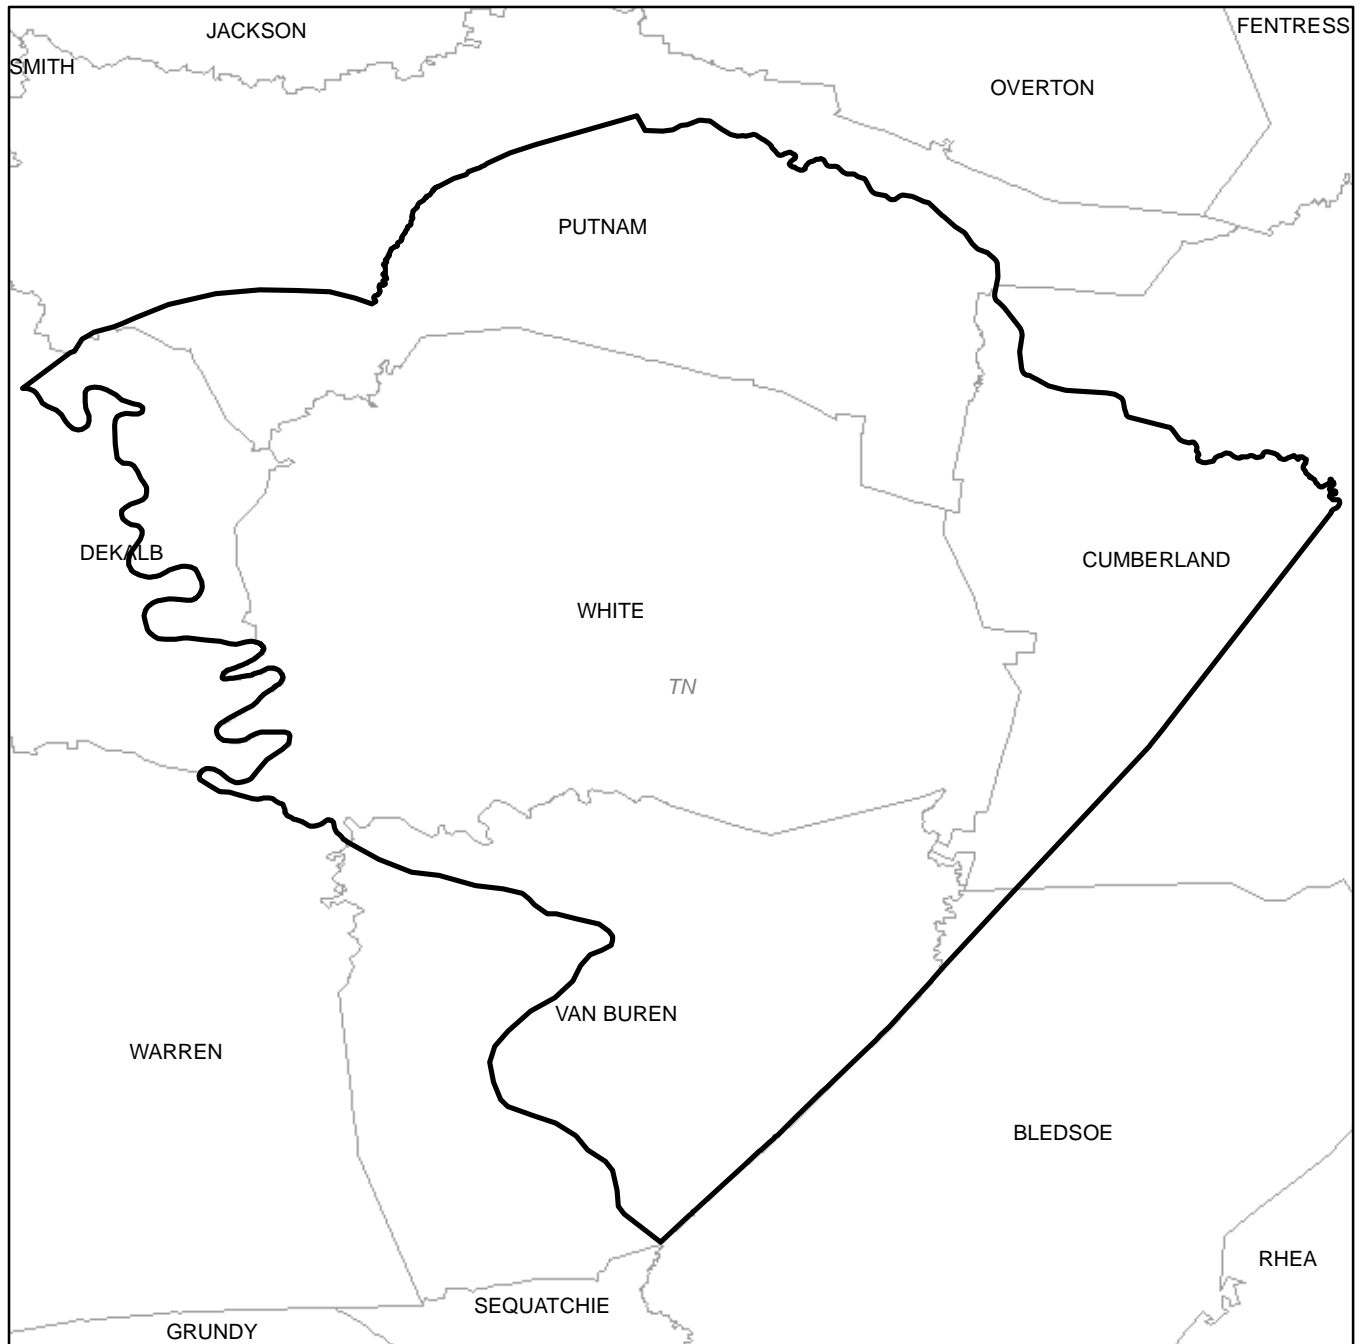 FENTRESS
JACKSON
SMITH
OVERTON
PUTNAM
DEKALB
CUMBERLAND
WHITE
TN
VAN BUREN
WARREN
BLEDSOE
RHEA
SEQUATCHIE
GRUNDY